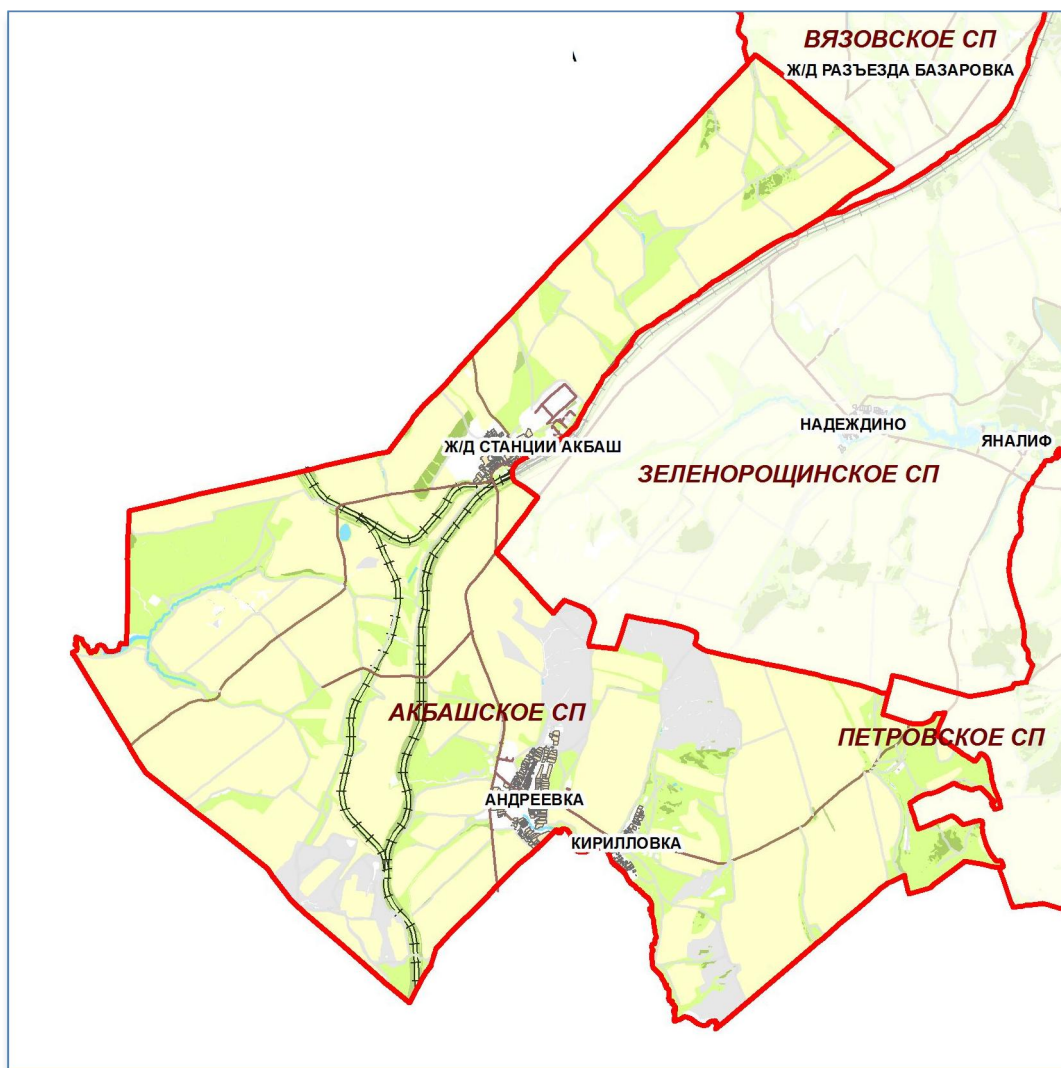 ВЯЗОВСКОЕ СП
Ж/Д РАЗЪЕЗДА БАЗАРОВКА
НАДЕЖДИНО
ЯНАЛИФ
Ж/Д СТАНЦИИ АКБАШ
ЗЕЛЕНОРОЩИНСКОЕ СП
АКБАШСКОЕ СП
ПЕТРОВСКОЕ СП
АНДРЕЕВКА
КИРИЛЛОВКА